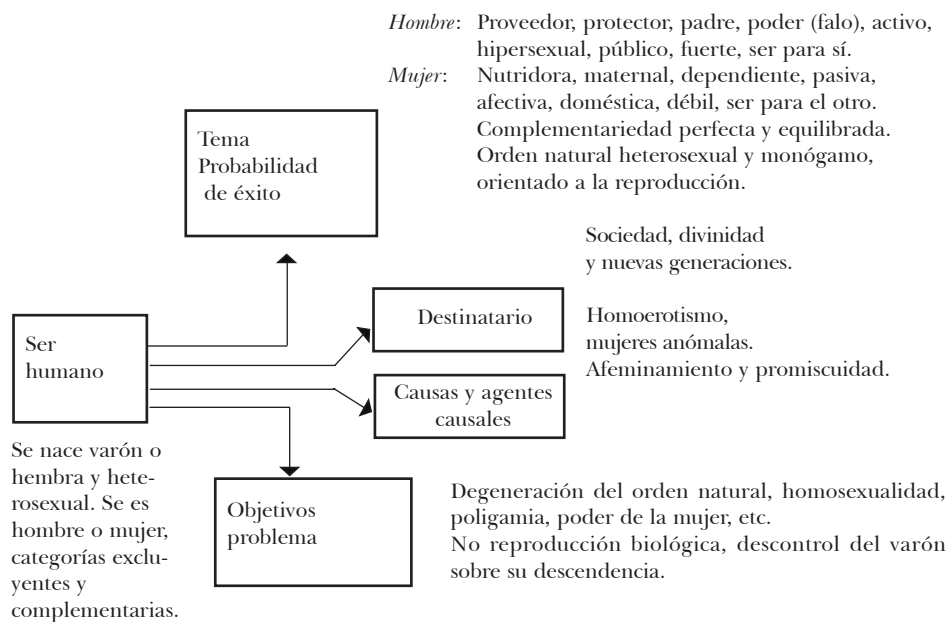 Hombre: Proveedor, protector, padre, poder (falo), activo,
hipersexual, público, fuerte, ser para sí.
Mujer: Nutridora, maternal, dependiente, pasiva,
afectiva, doméstica, débil, ser para el otro.
Complementariedad perfecta y equilibrada.
Orden natural heterosexual y monógamo,
orientado a la reproducción.
Tema
Probabilidad
de éxito
Sociedad, divinidad
y nuevas generaciones.
Destinatario
Homoerotismo,
mujeres anómalas.
Afeminamiento y promiscuidad.
Ser
humano
Causas y agentes
causales
Se nace varón o
hembra y hete-
rosexual. Se es
hombre o mujer,
categorías exclu-
yentes y
complementarias.
Objetivos
problema
Degeneración del orden natural, homosexualidad,
poligamia, poder de la mujer, etc.
No reproducción biológica, descontrol del varón
sobre su descendencia.